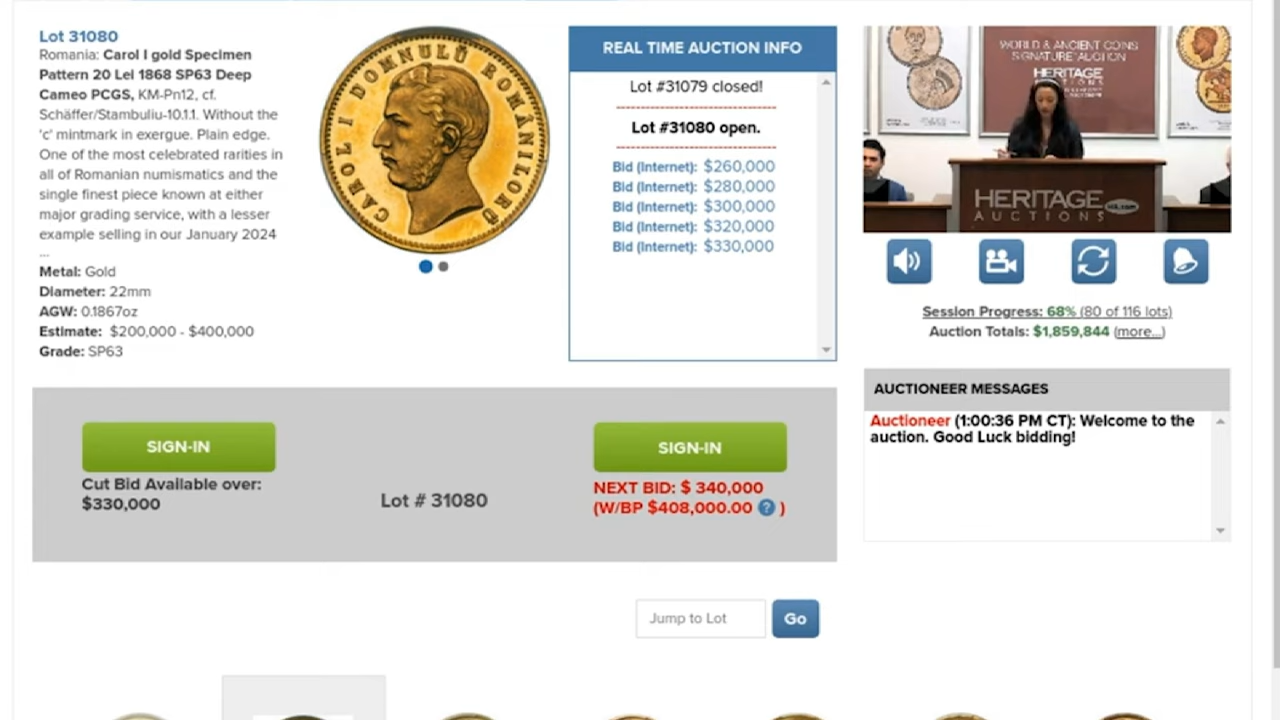 Lot 31080
Romania: Carol I gold Specimen
Pattern 20 Lei 1868 SP63 Deep
Cameo PCGS, KM-Pn12, cf.
Schäffer/Stambuliu-10.1.1. Without the
'c' mintmark in exergue. Plain edge.
One of the most celebrated rarities in
all of Romanian numismatics and the
single finest piece known at either
major grading service, with a lesser
example selling in our January 2024
...
Metal: Gold
Diameter: 22mm
AGW: 0.1867oz
Estimate: $200,000 - $400,000
Grade: SP63
CAROL I DOMNULŬ ROMÂNILORŬ
REAL TIME AUCTION INFO
Lot #31079 closed!
Lot #31080 open.
Bid (Internet): $260,000
Bid (Internet): $280,000
Bid (Internet): $300,000
Bid (Internet): $320,000
Bid (Internet): $330,000
WORLD & ANCIENT COINS
SIGNATURE AUCTION
HERITAGE
HERITAGE
AUCTIONS
Session Progress: 68% (80 of 116 lots)
Auction Totals: $1,859,844 (more...)
AUCTIONEER MESSAGES
Auctioneer (1:00:36 PM CT): Welcome to the
auction. Good Luck bidding!
SIGN-IN
Cut Bid Available over:
$330,000
Lot # 31080
SIGN-IN
NEXT BID: $ 340,000
(W/BP $408,000.00 ? )
Jump to Lot
Go